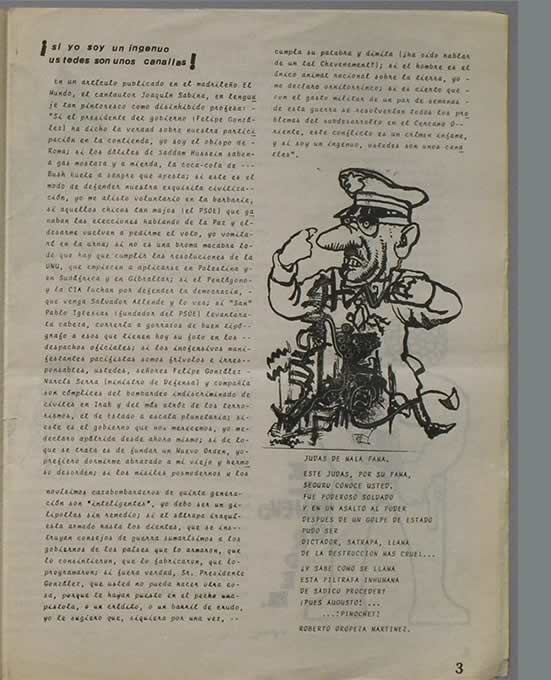 ¡ si yo soy un ingenuo
ustedes son unos canallas !
En un artículo publicado en el madrileño El
Mundo, el cantautor Joaquín Sabina, en lengua
je tan pintoresco como disinhibido profesa: -
"Si el presidente del gobierno (Felipe Gonzá-
lez) ha dicho la verdad sobre nuestra partici
pación en la contienda, yo soy el obispo de -
Roma; si los dátiles de Saddam Hussein saben-
a gas mostaza y a mierda, la coca-cola de ---
Bush huele a sangre que apesta; si este es el
modo de defender nuestra exquisita civiliza--
ción, yo me alisto voluntario en la barbarie,
si aquellos chicos tan majos (el PSOE) que ga
naban las elecciones hablando de la Paz y el-
desarme vuelven a pedirme el voto, yo vomita-
ré en la urna; si no es una broma macabra lo-
de que hay que cumplir las resoluciones de la
ONU, que empiecen a aplicarse en Palestina y-
en Sudáfrica y en Gibraltar; si el Pentágono-
y la CIA luchan por defender la democracia, -
que venga Salvador Allende y lo vea; si "San"
Pablo Iglesias (fundador del PSOE) levantara-
la cabeza, correría a gorrazos de buen tipó--
grafo a esos que tienen hoy su foto en los --
despachos oficiales; si los inofensivos mani-
festantes pacifistas somos frívolos e irres--
ponsables, ustedes, señores Felipe González -
Narcís Serra (ministro de Defensa) y compañía
son cómplices del bombardeo indiscriminado de
civiles en Irak y del más atroz de los terro-
rismos, el de Estado a escala planetaria; si-
este es el gobierno que nos merecemos, yo me-
declaro apátrida desde ahora mismo; si de lo-
que se trata es de fundar un Nuevo Orden, yo-
prefiero dormirme abrazado a mi viejo y hermo
so desorden; si los misiles posmodernos y los
novísimos cazabombarderos de quinta genera---
ción son "inteligentes", yo debo ser un gi---
lipollas sin remedio; si el sátrapa iraquí---
esta armado hasta los dientes, que se ins---
truyan consejos de guerra sumarísimos a los
gobiernos de los países que lo armaron, que
lo consintieron, que lo fabricaron, que lo-
programaron; si fuera verdad, Sr. Presidente
González, que usted no puede hacer otra co-
sa, porque le hayan puesto en el pecho una-
pistola, o un crédito, o un barril de crudo,
yo le sugiero que, siquiera por una vez, --
cumpla su palabra y dimita (¿ha oído hablar
de un tal Chevenement?); si el hombre es el
único animal racional sobre la tierra, yo -
me declaro ornitorrinco; si es cierto que -
con el gasto militar de un par de semanas -
de esta guerra se resolverían todos los pro
blemas del subdesarrollo en el Cercano O--
riente, este conflicto es un crimen infame,
y si soy un ingenuo, ustedes son unos cana
llas".
JUDAS DE MALA FAMA.
ESTE JUDAS, POR SU FAMA,
SEGURO CONOCE USTED.
FUE PODEROSO SOLDADO
Y EN UN ASALTO AL PODER
DESPUES DE UN GOLPE DE ESTADO
PUDO SER
DICTADOR, SATRAPA, LLAMA
DE LA DESTRUCCION MAS CRUEL...
¿Y SABE COMO SE LLAMA
ESTA PILTRAFA INHUMANA
DE SADICO PROCEDER?
¡PUES AUGUSTO! ...
...¡PINOCHET!
ROBERTO OROPEZA MARTINEZ.
3